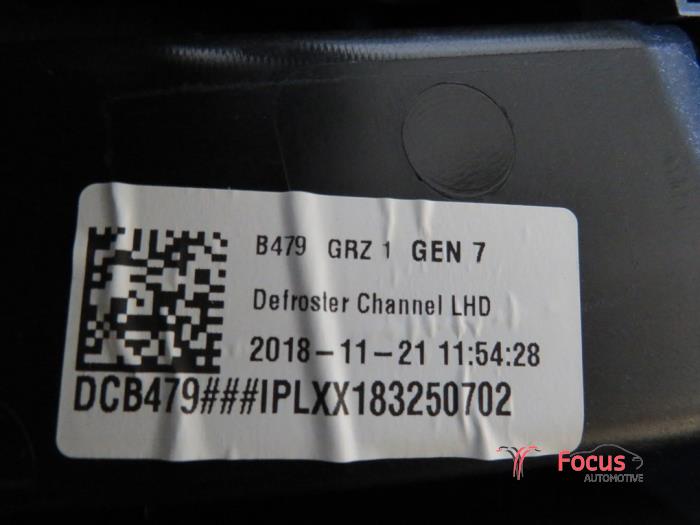 B479 GRZ 1 GEN 7
Defroster Channel LHD
2018-11-21 11:54:28
DCB479###IPLXX183250702
Focus
AUTOMOTIVE